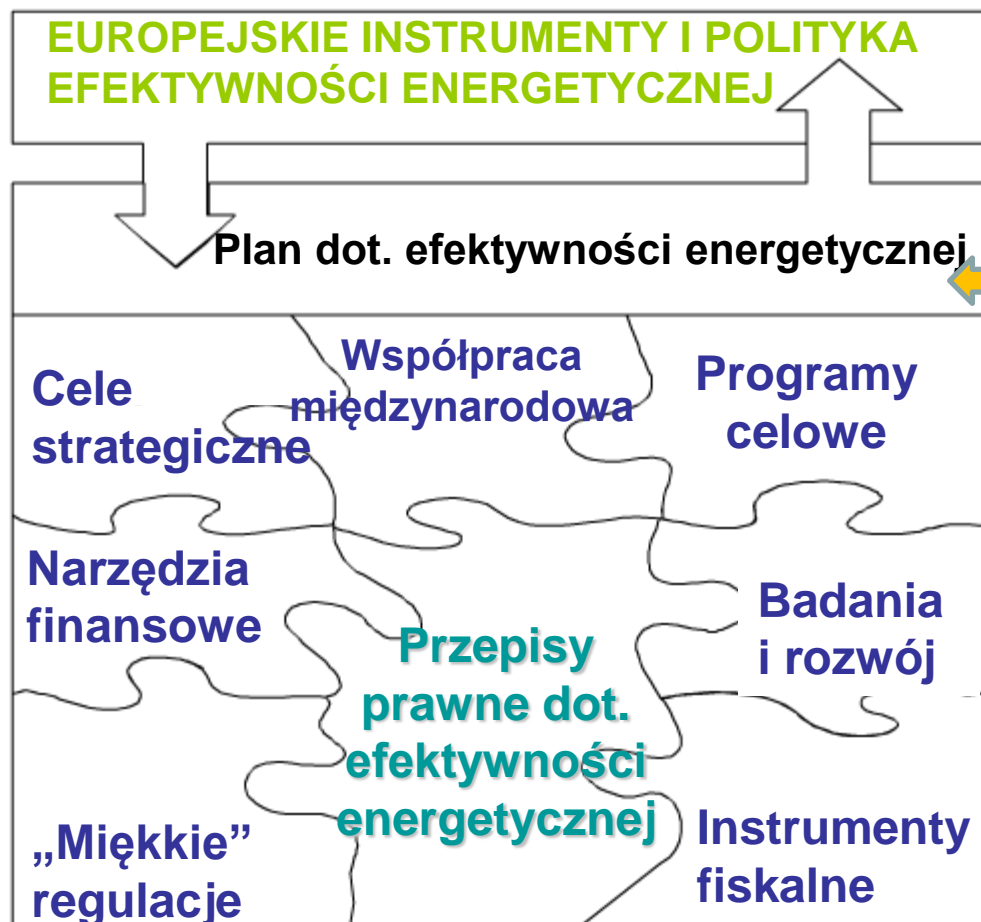 EUROPEJSKIE INSTRUMENTY I POLITYKA
EFEKTYWNOŚCI ENERGETYCZNEJ
Plan dot. efektywności energetycznej
Cele
strategiczne
Współpraca
międzynarodowa
Programy
celowe
Narzędzia
finansowe
Przepisy
prawne dot.
efektywności
energetycznej
Badania
i rozwój
„Miękkie”
regulacje
Instrumenty
fiskalne